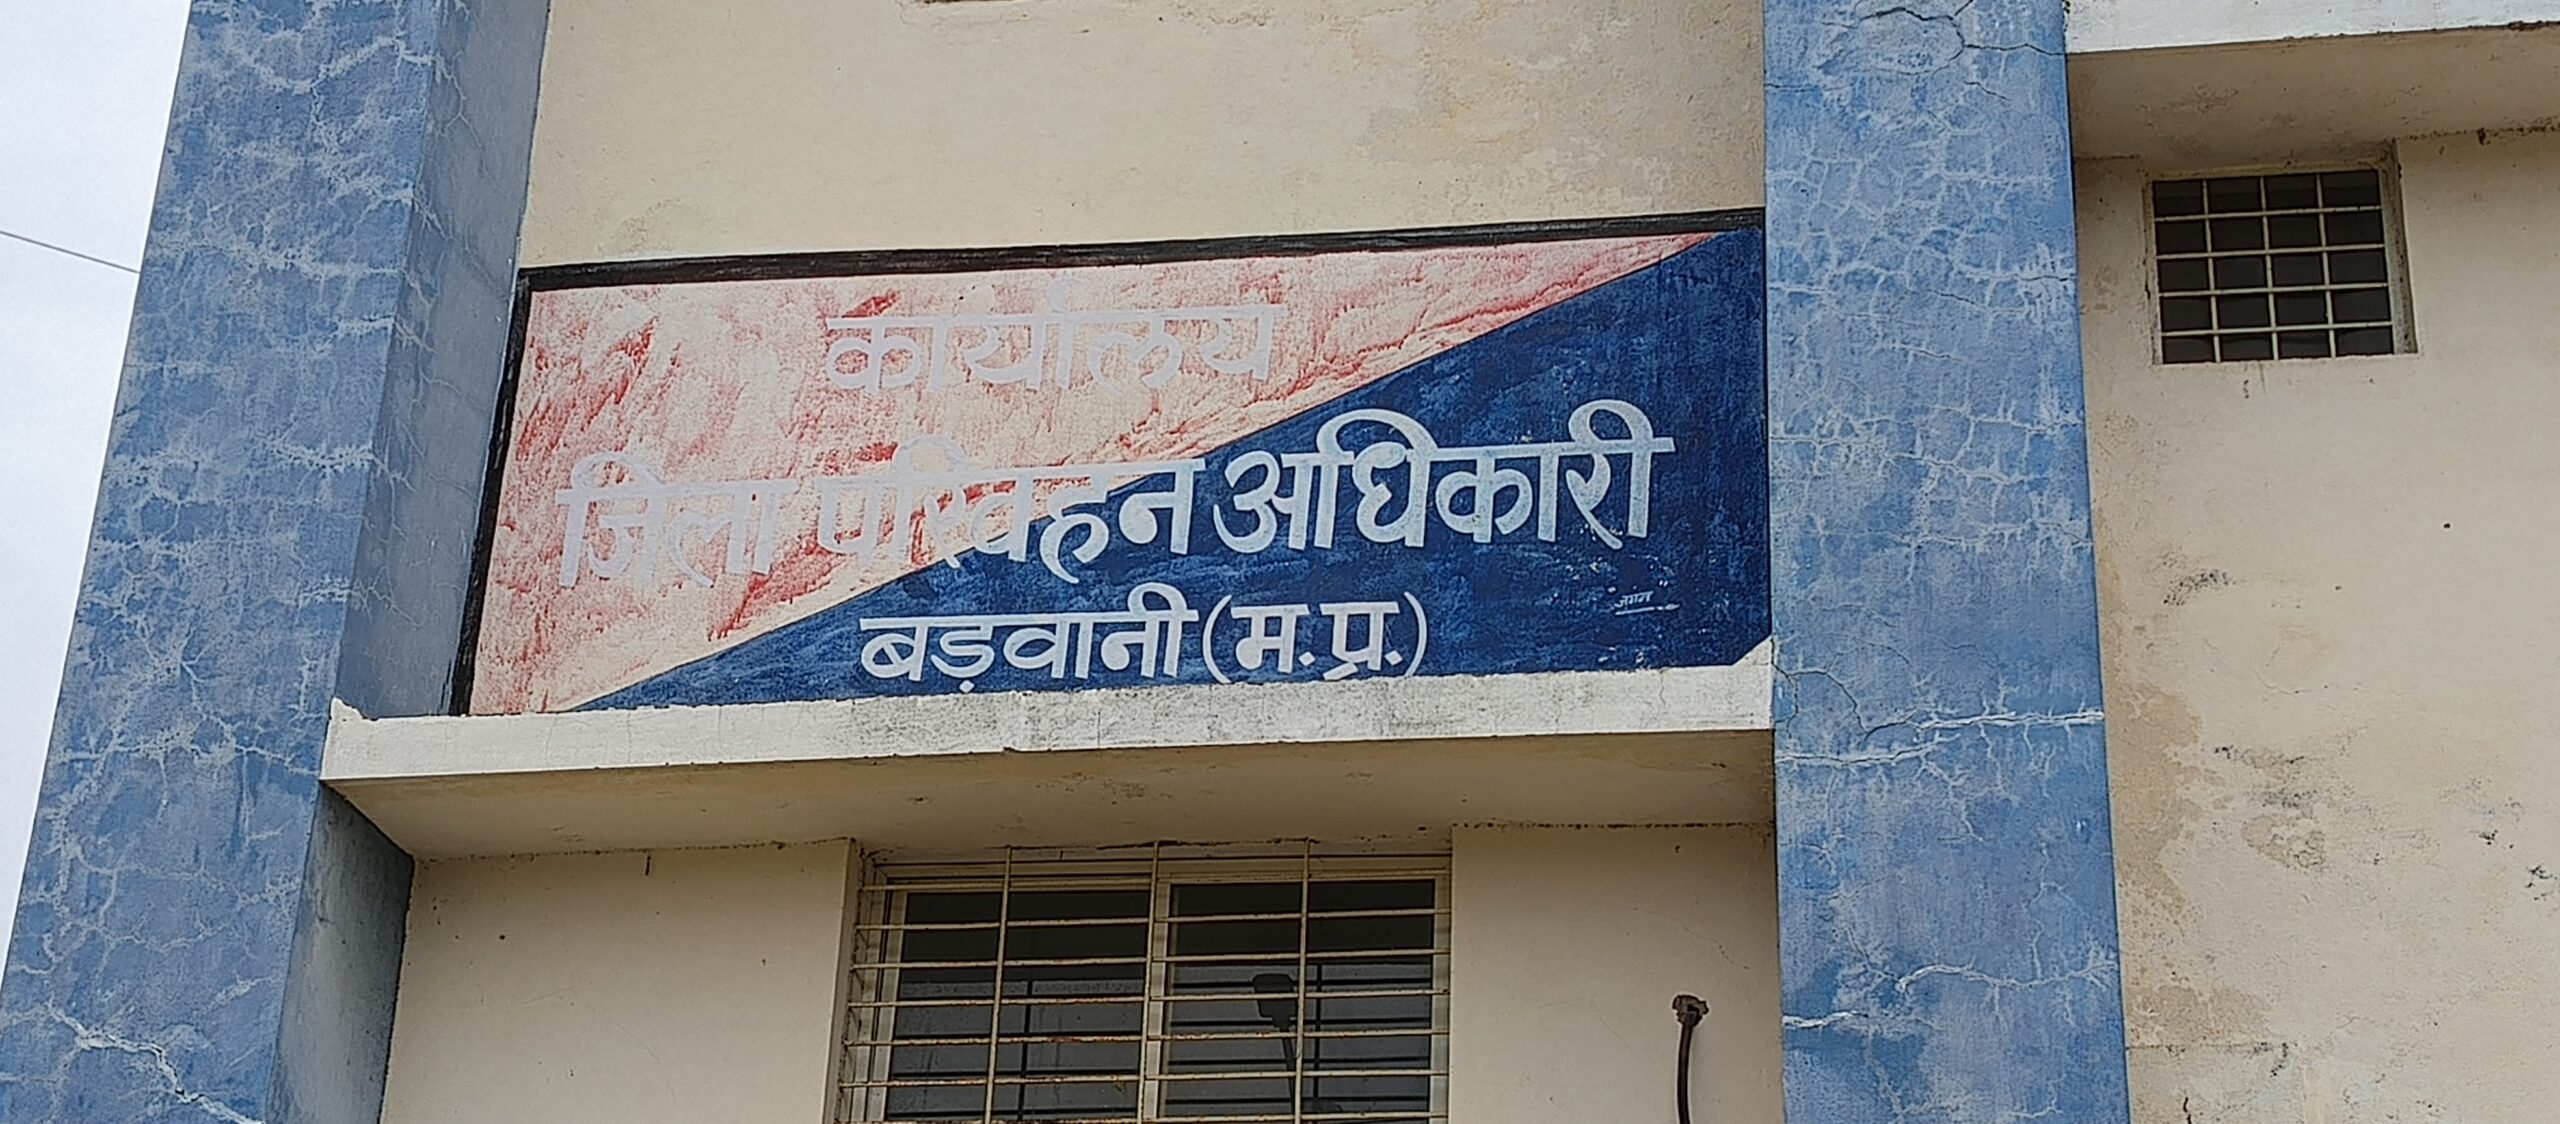 कार्यालय
जिला परिवहन अधिकारी
बड़वानी (म. प्र.)